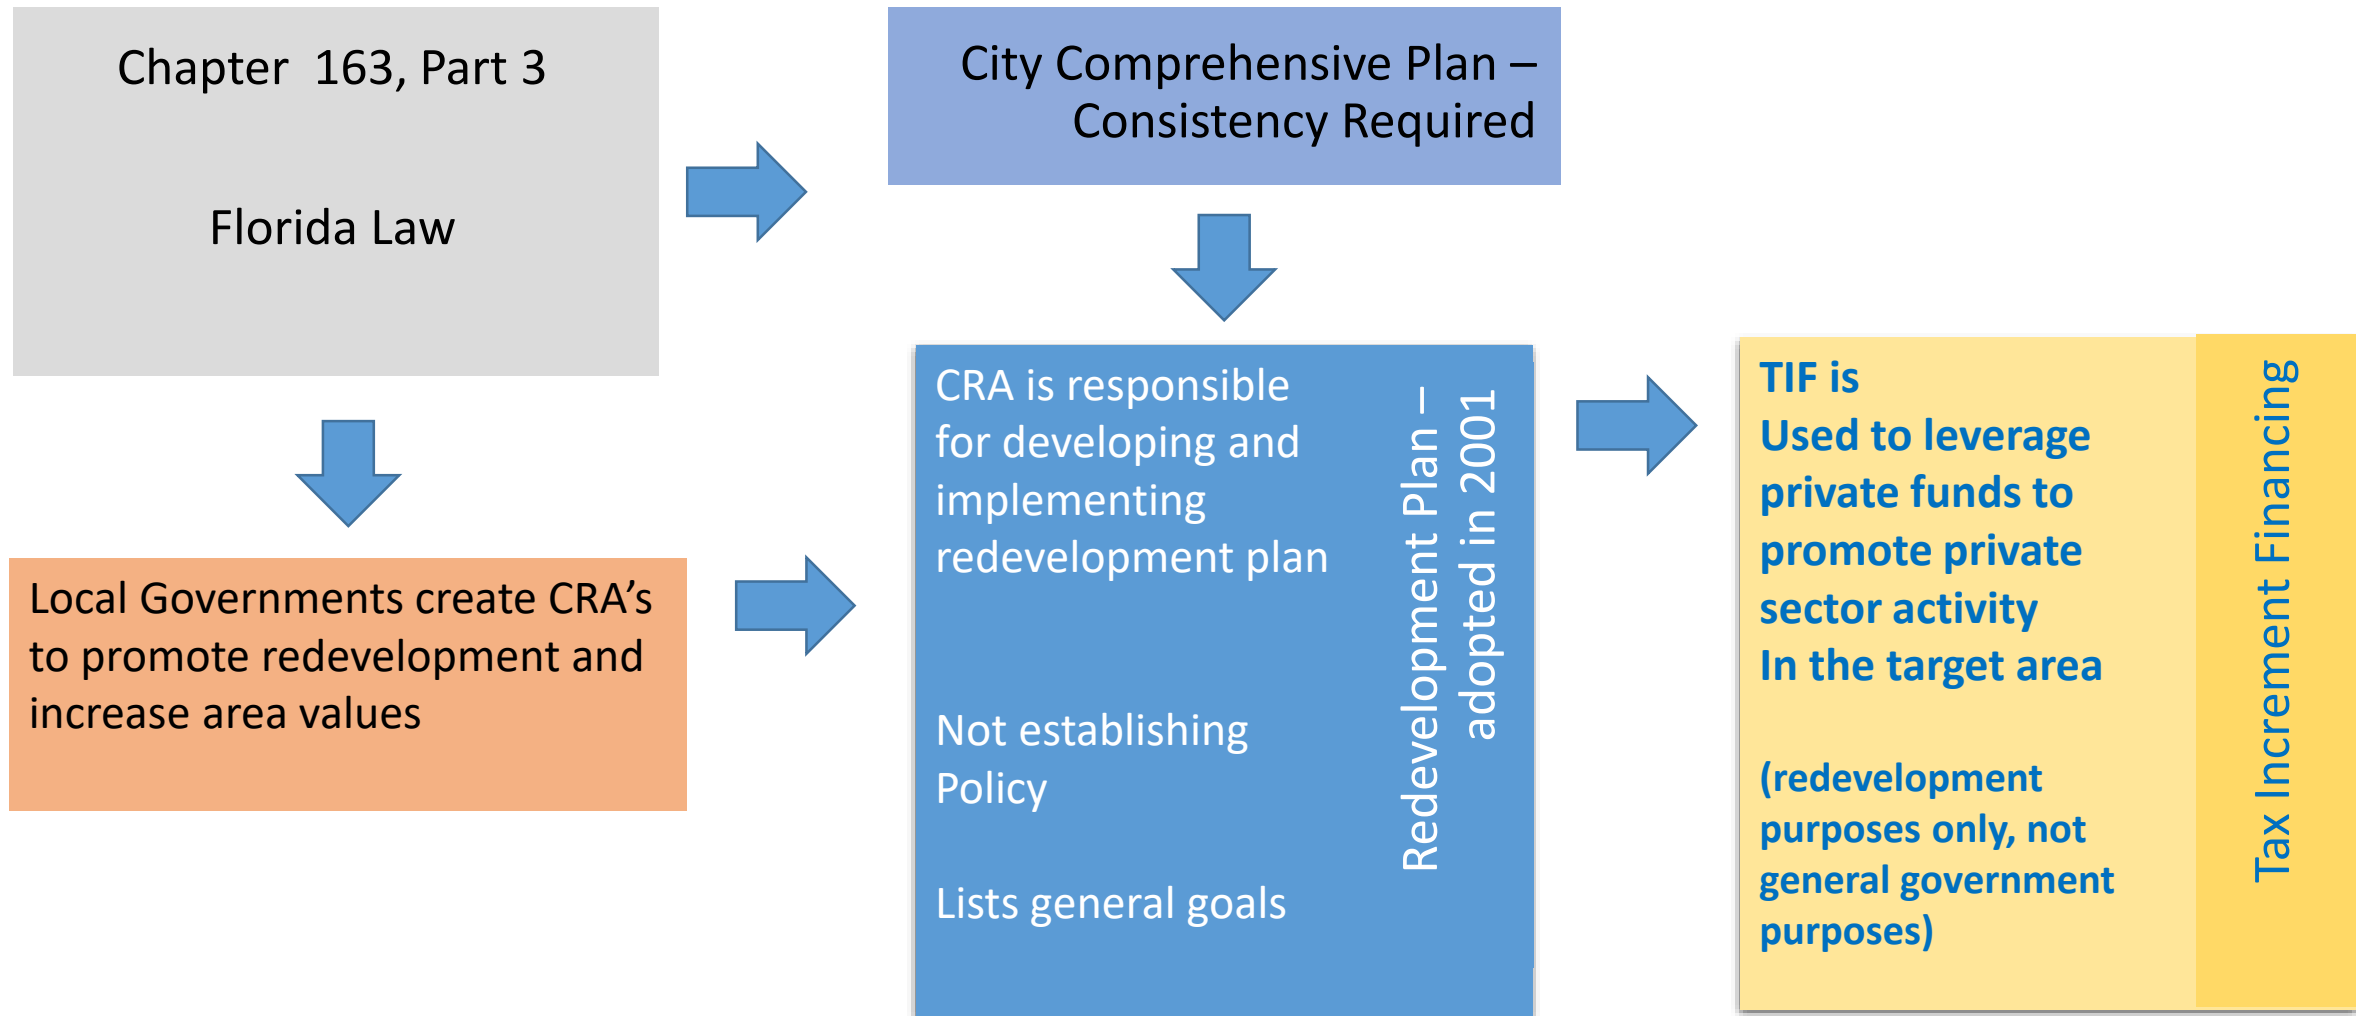 Chapter  163, Part 3
Florida Law
City Comprehensive Plan –
Consistency Required
Local Governments create CRA’s
to promote redevelopment and
increase area values
CRA is responsible
for developing and
implementing
redevelopment plan
Not establishing
Policy
Lists general goals
Redevelopment Plan –
adopted in 2001
TIF is
Used to leverage
private funds to
promote private
sector activity
In the target area
(redevelopment
purposes only, not
general government
purposes)
Tax Increment Financing